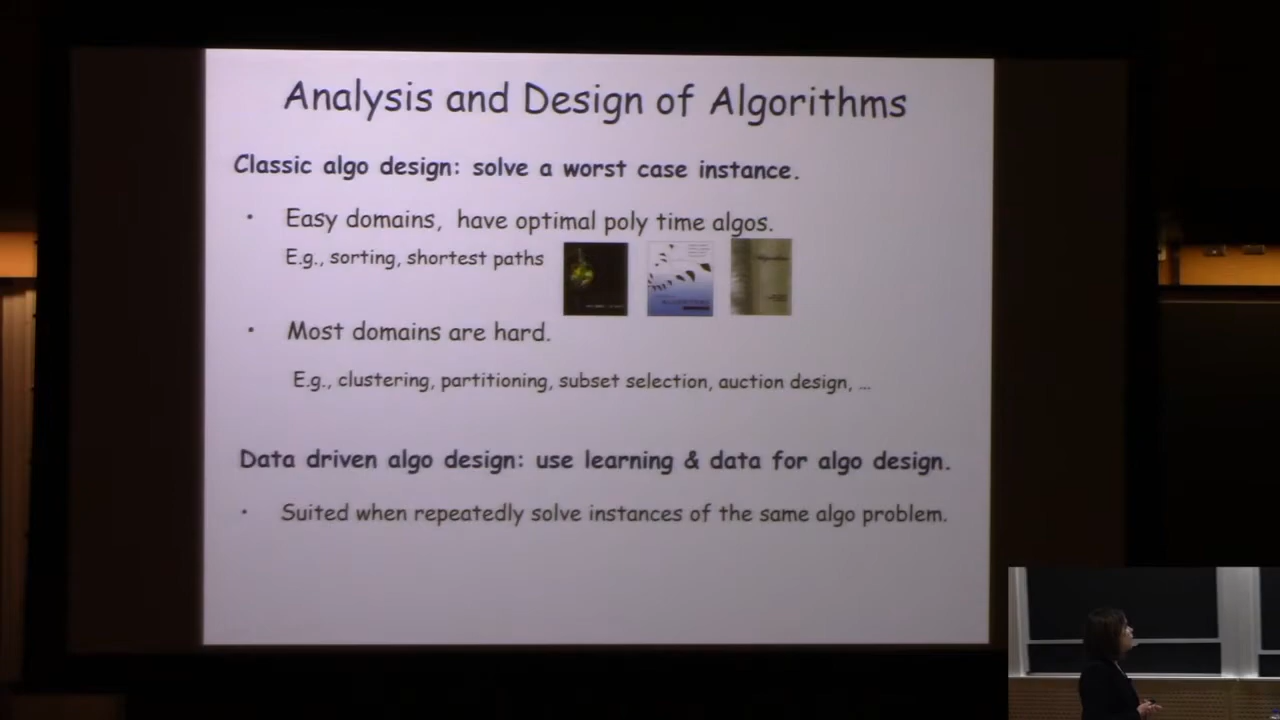 Analysis and Design of Algorithms
Classic algo design: solve a worst case instance.
• Easy domains, have optimal poly time algos.
E.g., sorting, shortest paths
• Most domains are hard.
E.g., clustering, partitioning, subset selection, auction design, …
Data driven algo design: use learning & data for algo design.
• Suited when repeatedly solve instances of the same algo problem.